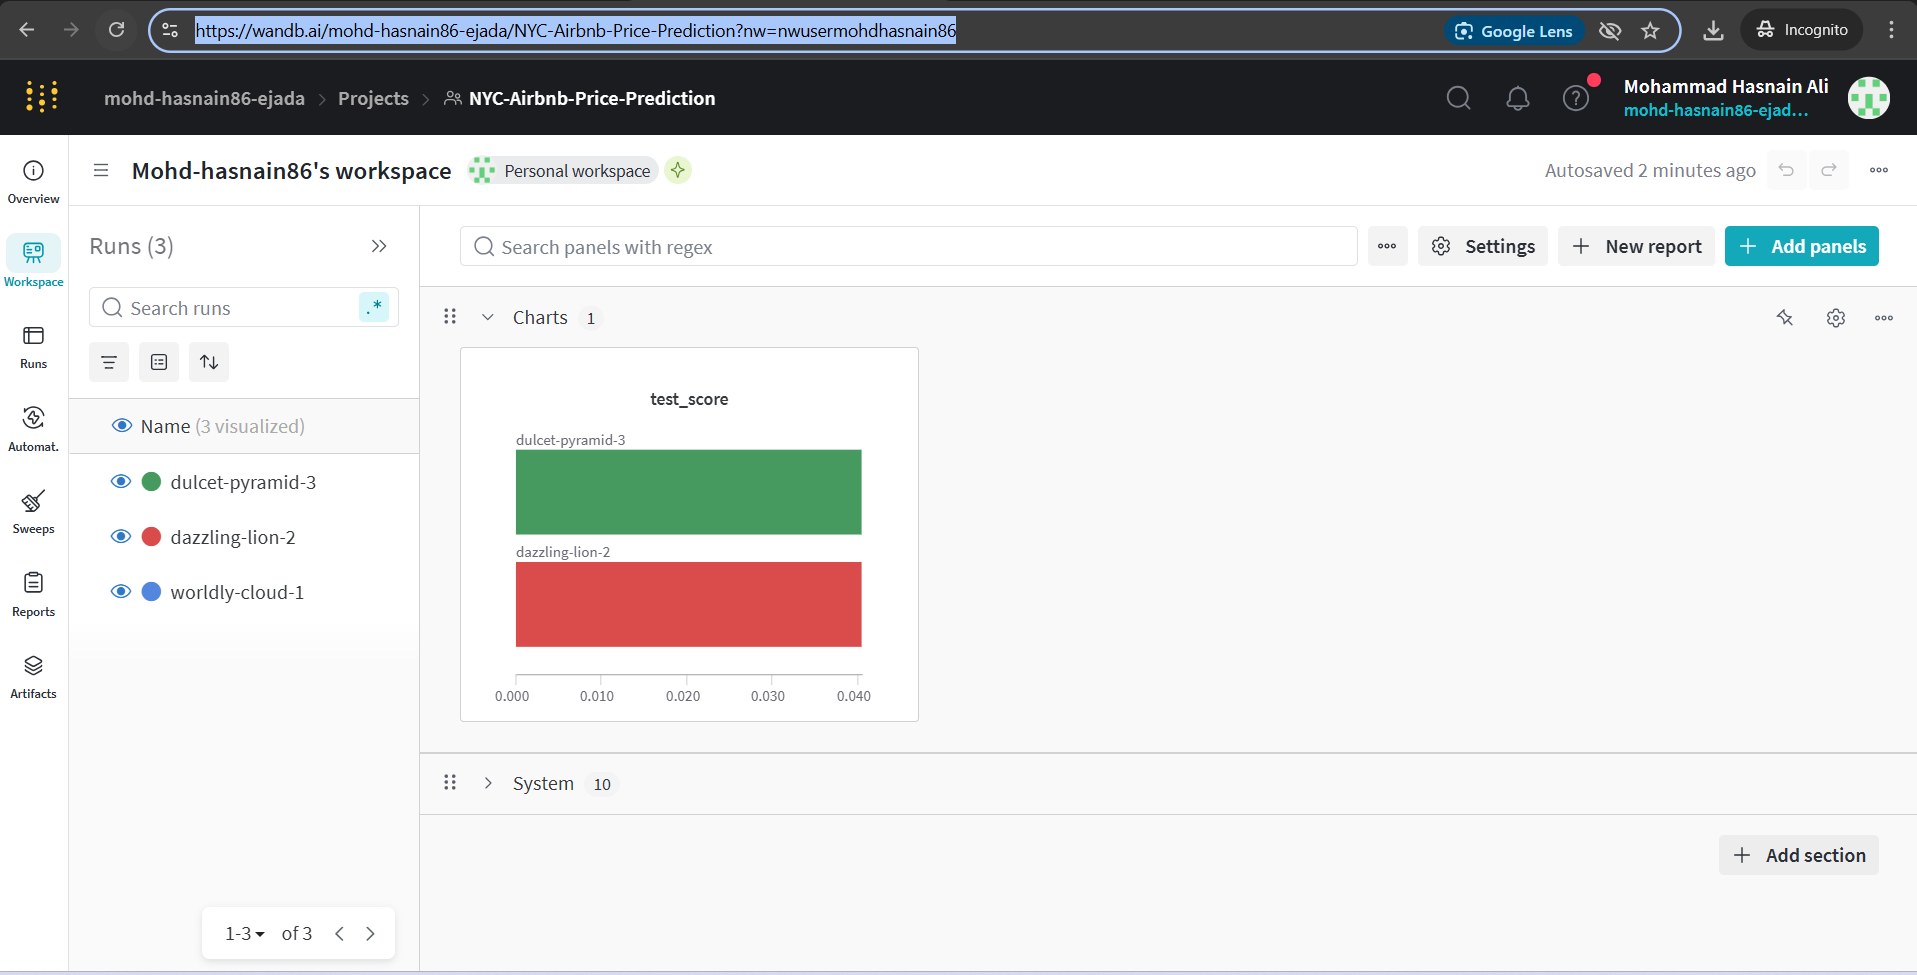 https://wandb.ai/mohd-hasnain86-ejada/NYC-Airbnb-Price-Prediction?nw=nwusermohdhasnain86
Google Lens
Incognito
mohd-hasnain86-ejada
Projects
NYC-Airbnb-Price-Prediction
Mohammad Hasnain Ali
mohd-hasnain86-ejad...
Overview
Workspace
Runs
Automat.
Sweeps
Reports
Artifacts
Mohd-hasnain86's workspace
Personal workspace
Autosaved 2 minutes ago
Runs (3)
Search runs
.*
Name (3 visualized)
dulcet-pyramid-3
dazzling-lion-2
worldly-cloud-1
1-3 of 3
Search panels with regex
Settings
New report
Add panels
Charts 1
test_score
dulcet-pyramid-3
dazzling-lion-2
0.000 0.010 0.020 0.030 0.040
System 10
Add section